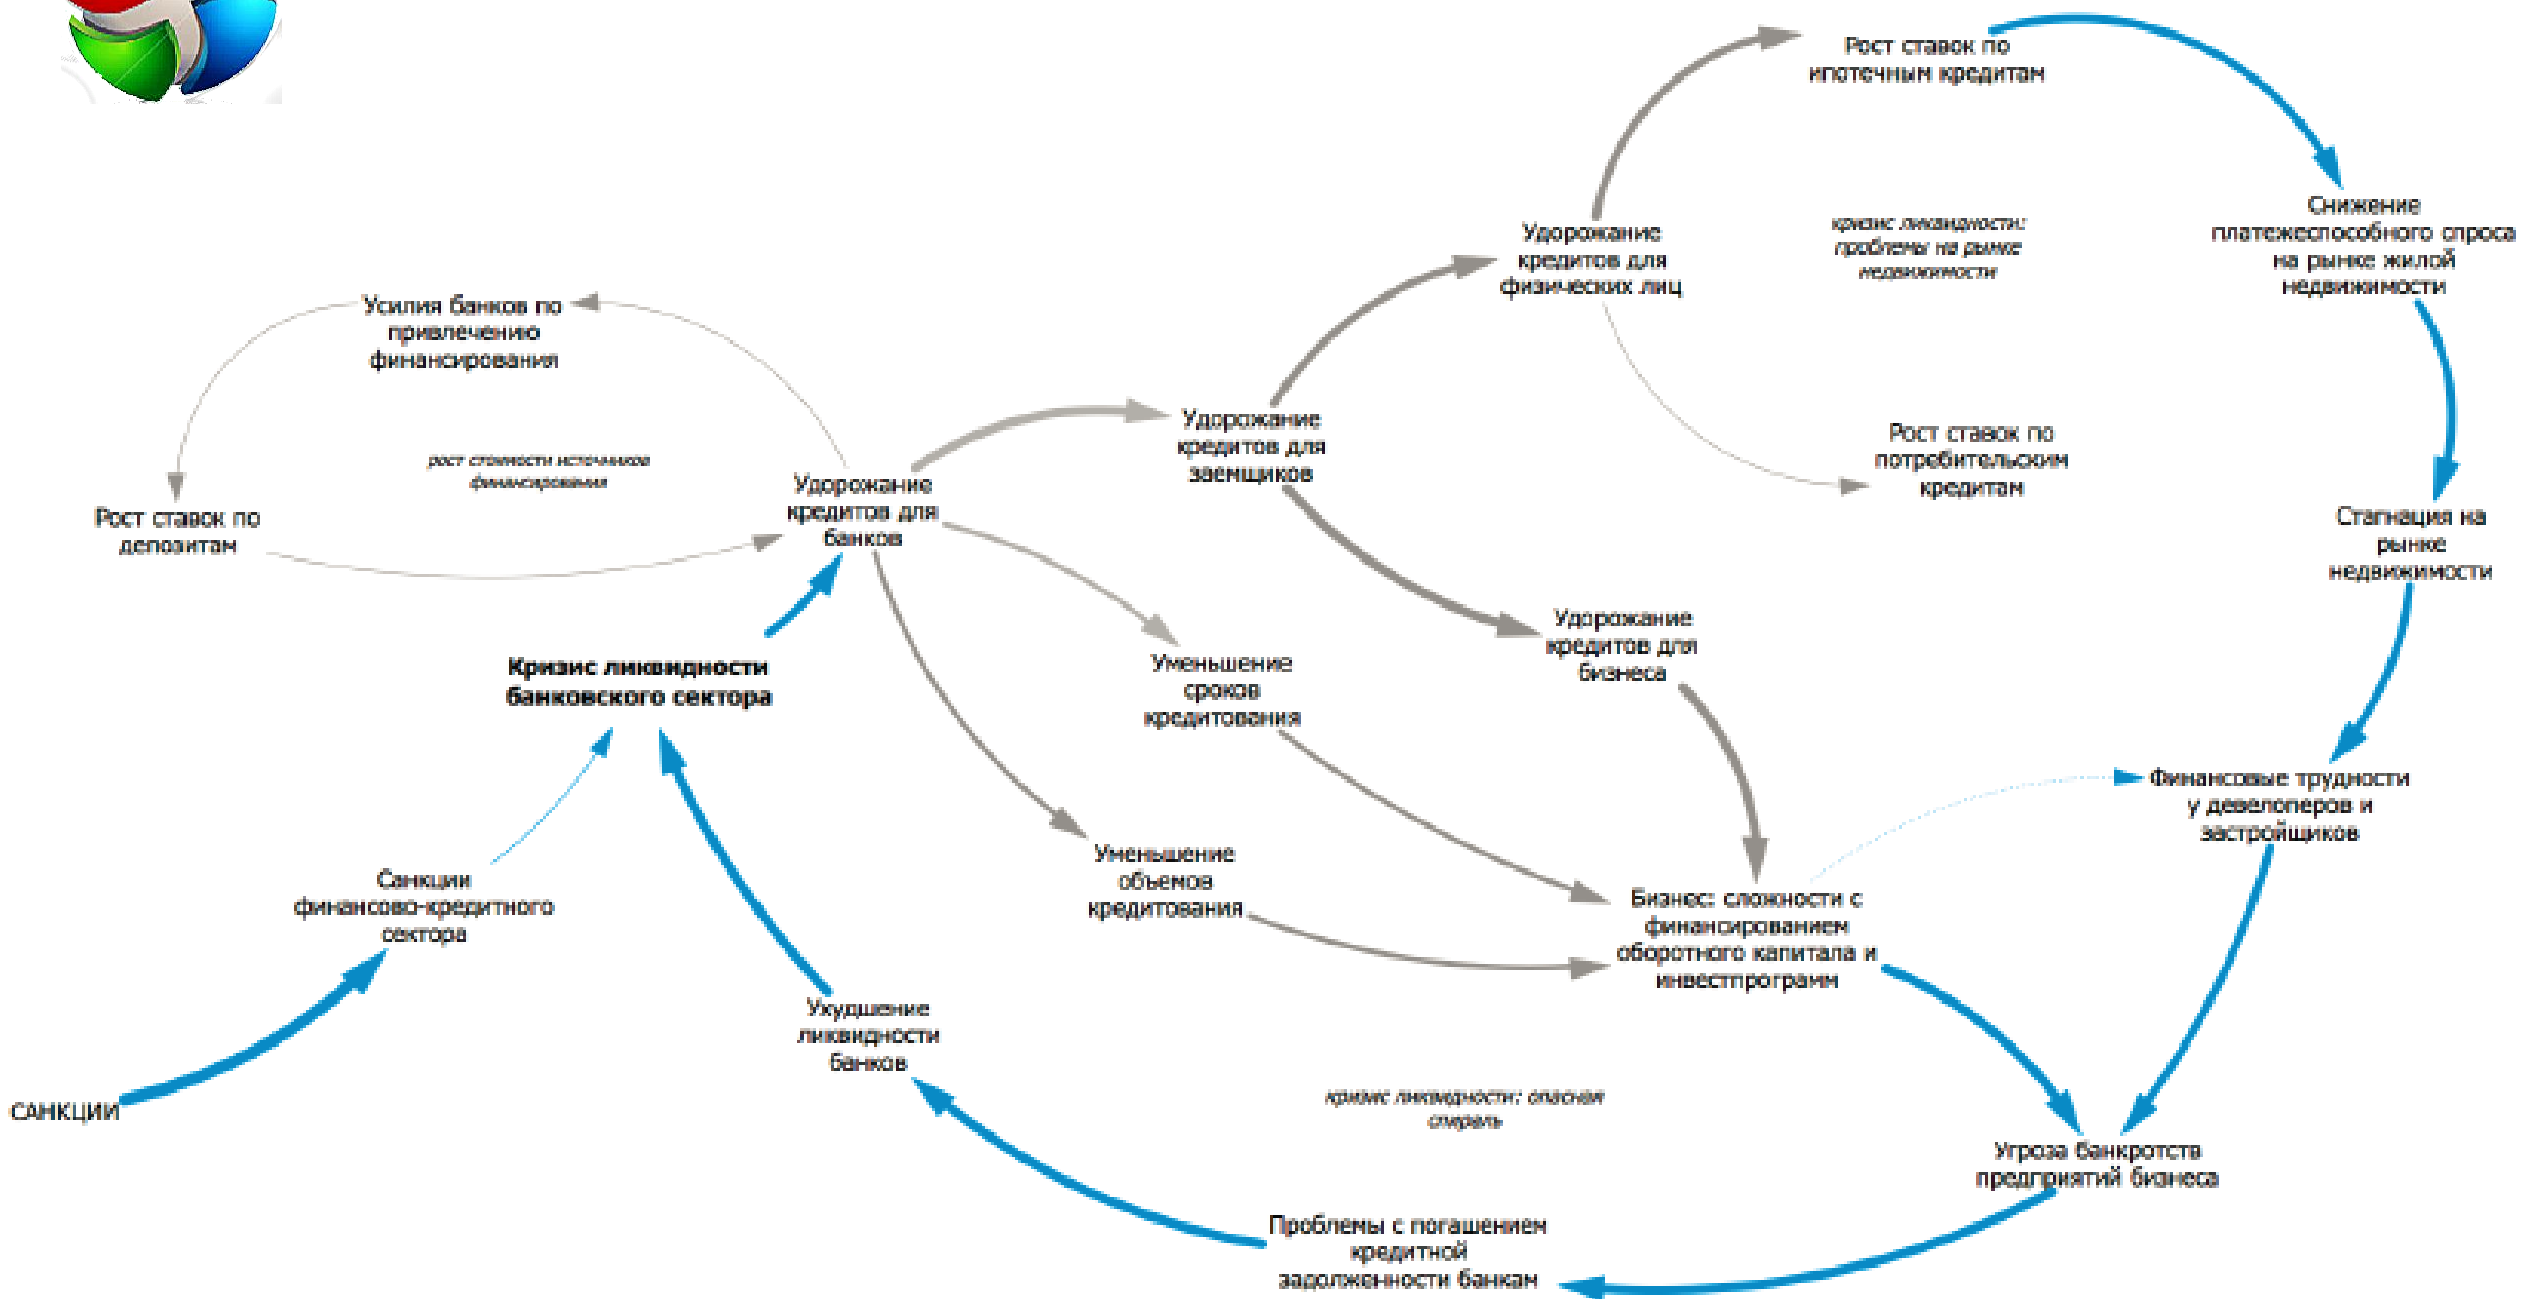 Рост ставок по
ипотечным кредитам
Снижение
платежеспособного спроса
на рынке жилой
недвижимости
Удорожание
кредитов для
физических лиц
кризис ликвидности:
проблемы на рынке
недвижимости
Усилия банков по
привлечению
финансирования
Удорожание
кредитов для
заемщиков
Рост ставок по
потребительским
кредитам
рост стоимости источников
финансирования
Удорожание
кредитов для
банков
Рост ставок по
депозитам
Стагнация на
рынке
недвижимости
Удорожание
кредитов для
бизнеса
Кризис ликвидности
банковского сектора
Уменьшение
сроков
кредитования
Финансовые трудности
у девелоперов и
застройщиков
Уменьшение
объемов
кредитования
Санкции
финансово-кредитного
сектора
Бизнес: сложности с
финансированием
оборотного капитала и
инвестпрограмм
Ухудшение
ликвидности
банков
САНКЦИИ
кризис ликвидности: опасная
спираль
Угроза банкротств
предприятий бизнеса
Проблемы с погашением
кредитной
задолженности банкам